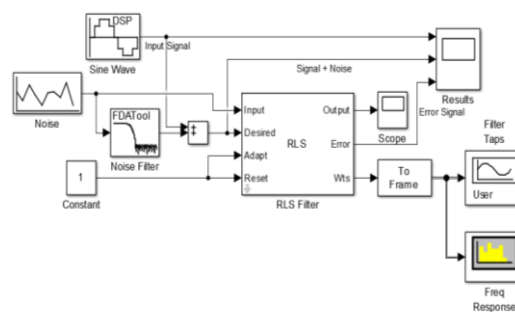 DSP
Input Signal
Sine Wave
Signal + Noise
Results
Error Signal
Noise
FDATool
Noise Filter
Input
Desired
Adapt
Reset
RLS
Output
Error
Wts
RLS Filter
Scope
1
Constant
To
Frame
Filter
Taps
User
Freq
Response